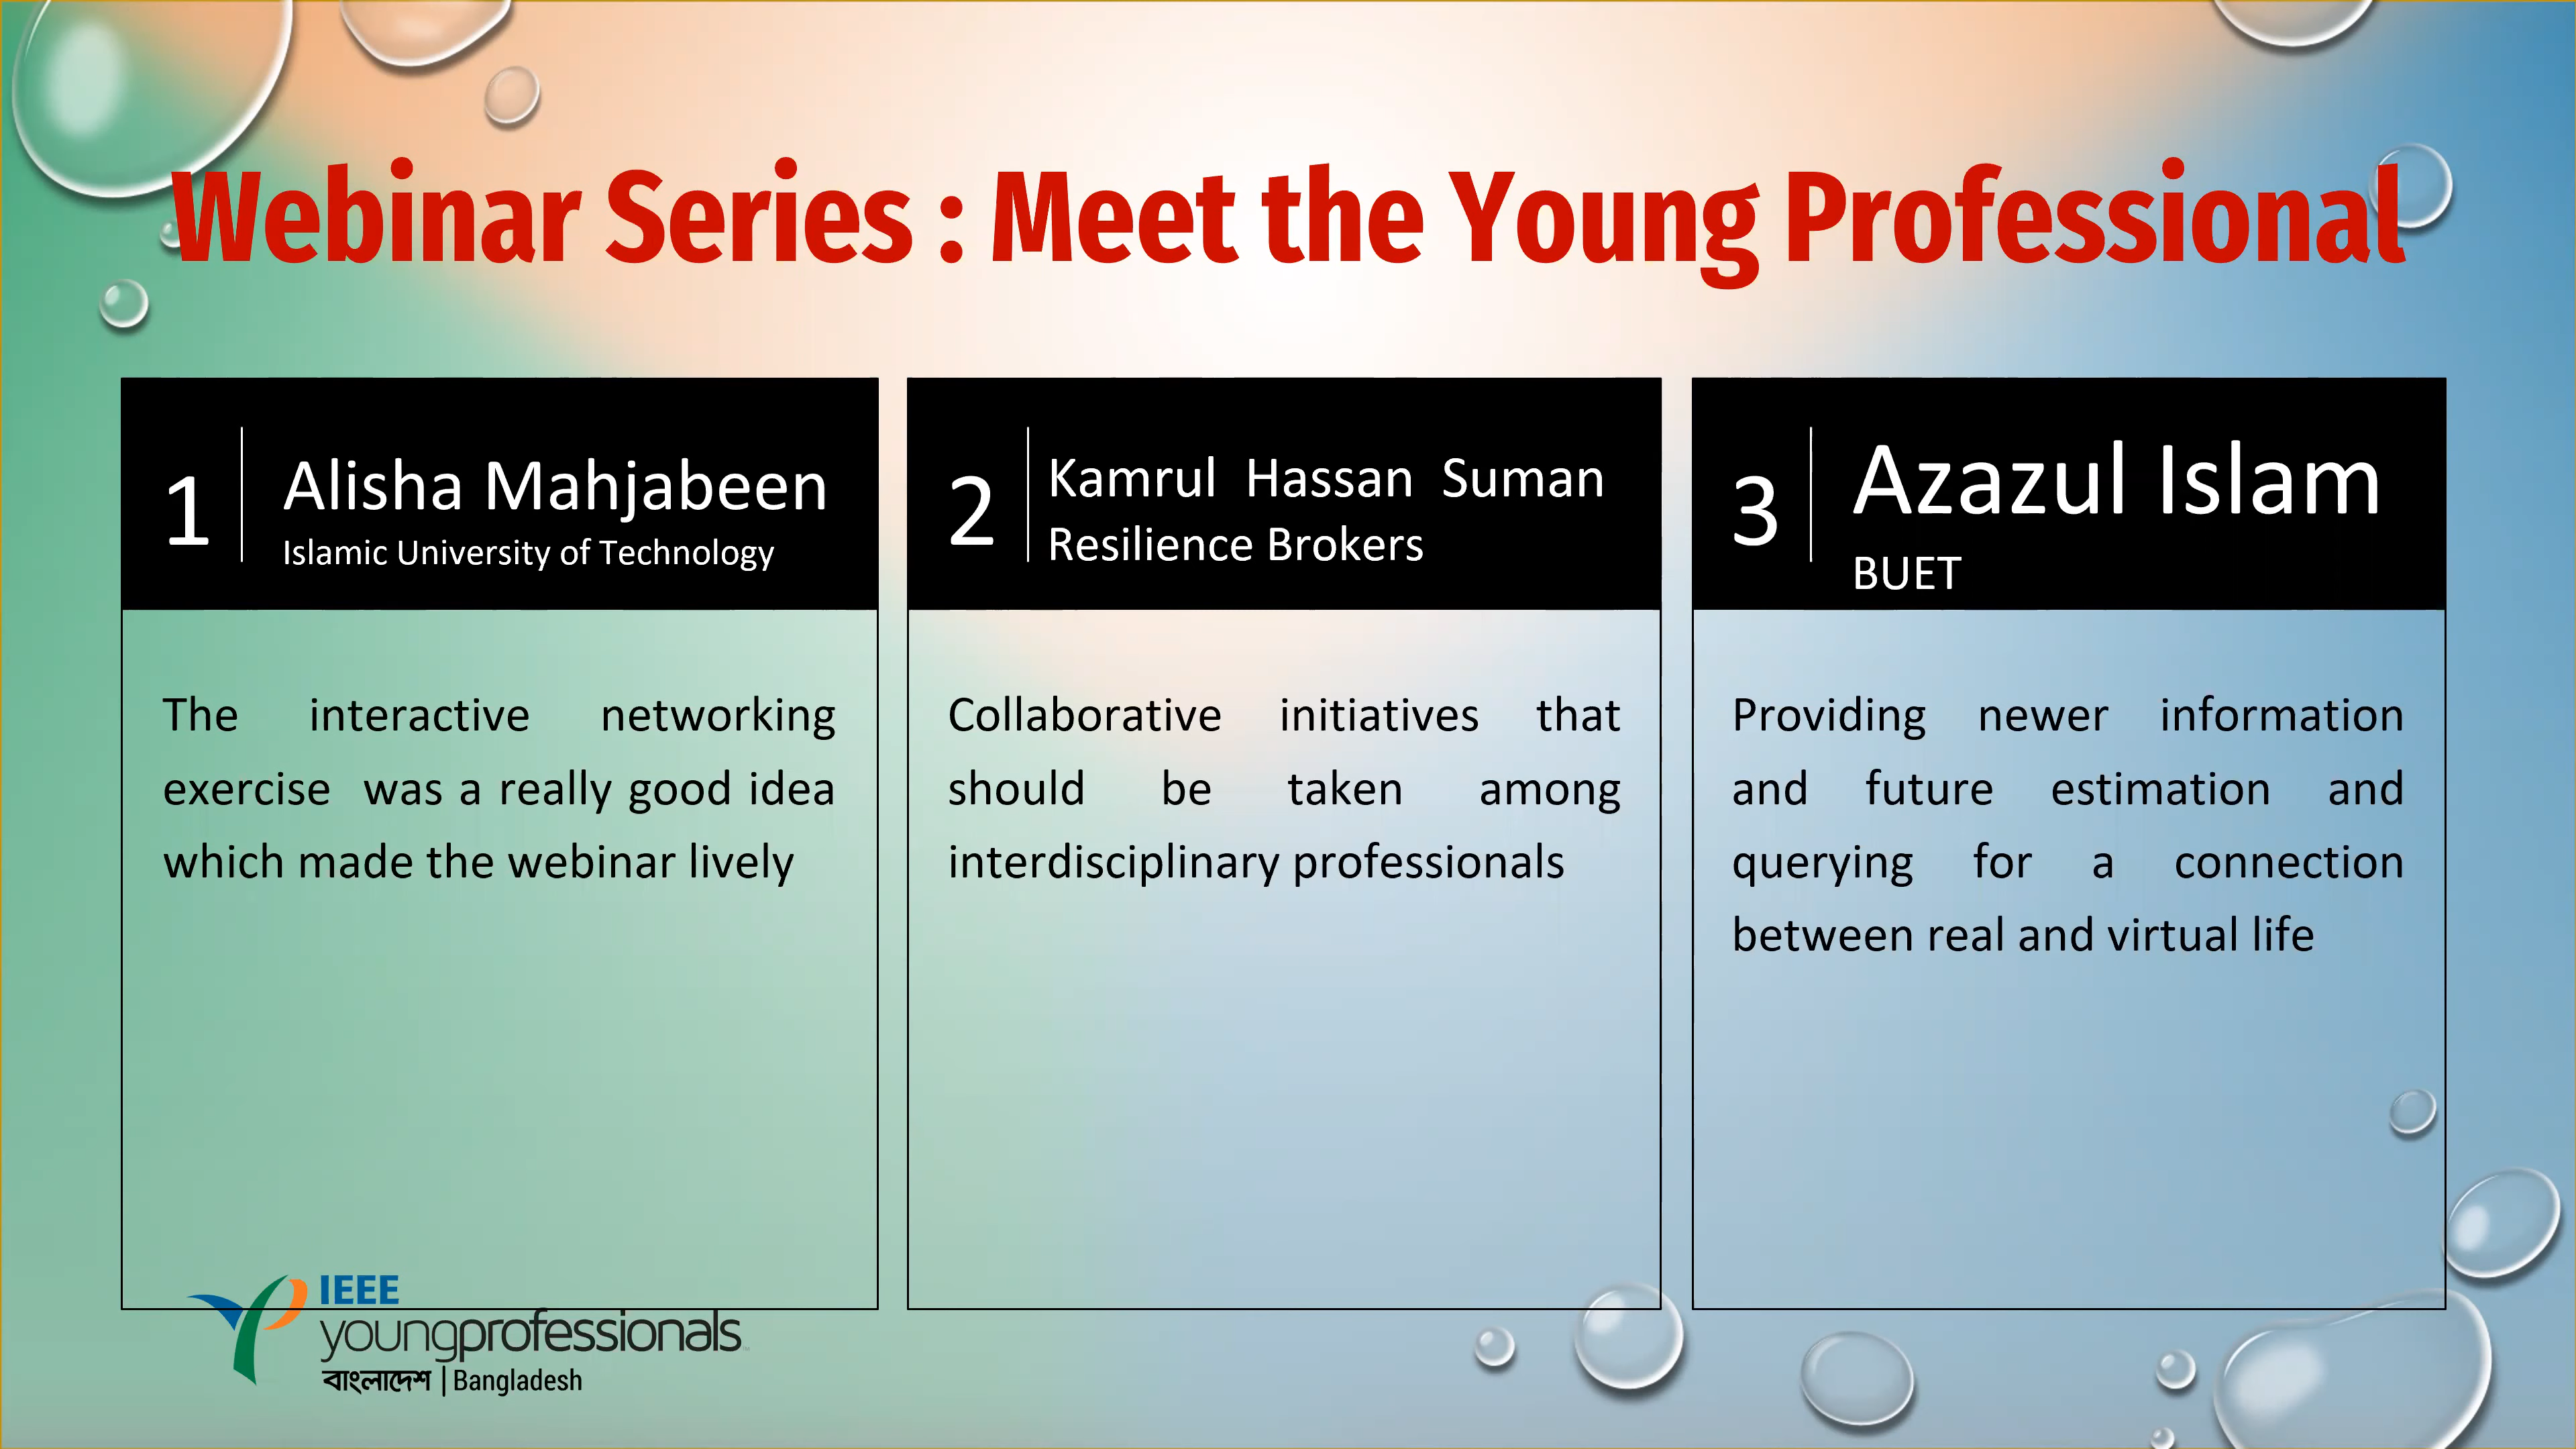 Webinar Series : Meet the Young Professional
1
Alisha Mahjabeen
Islamic University of Technology
The interactive networking
exercise was a really good idea
which made the webinar lively
2
Kamrul Hassan Suman
Resilience Brokers
Collaborative initiatives that
should be taken among
interdisciplinary professionals
3
Azazul Islam
BUET
Providing newer information
and future estimation and
querying for a connection
between real and virtual life
IEEE
youngprofessionals
বাংলাদেশ | Bangladesh